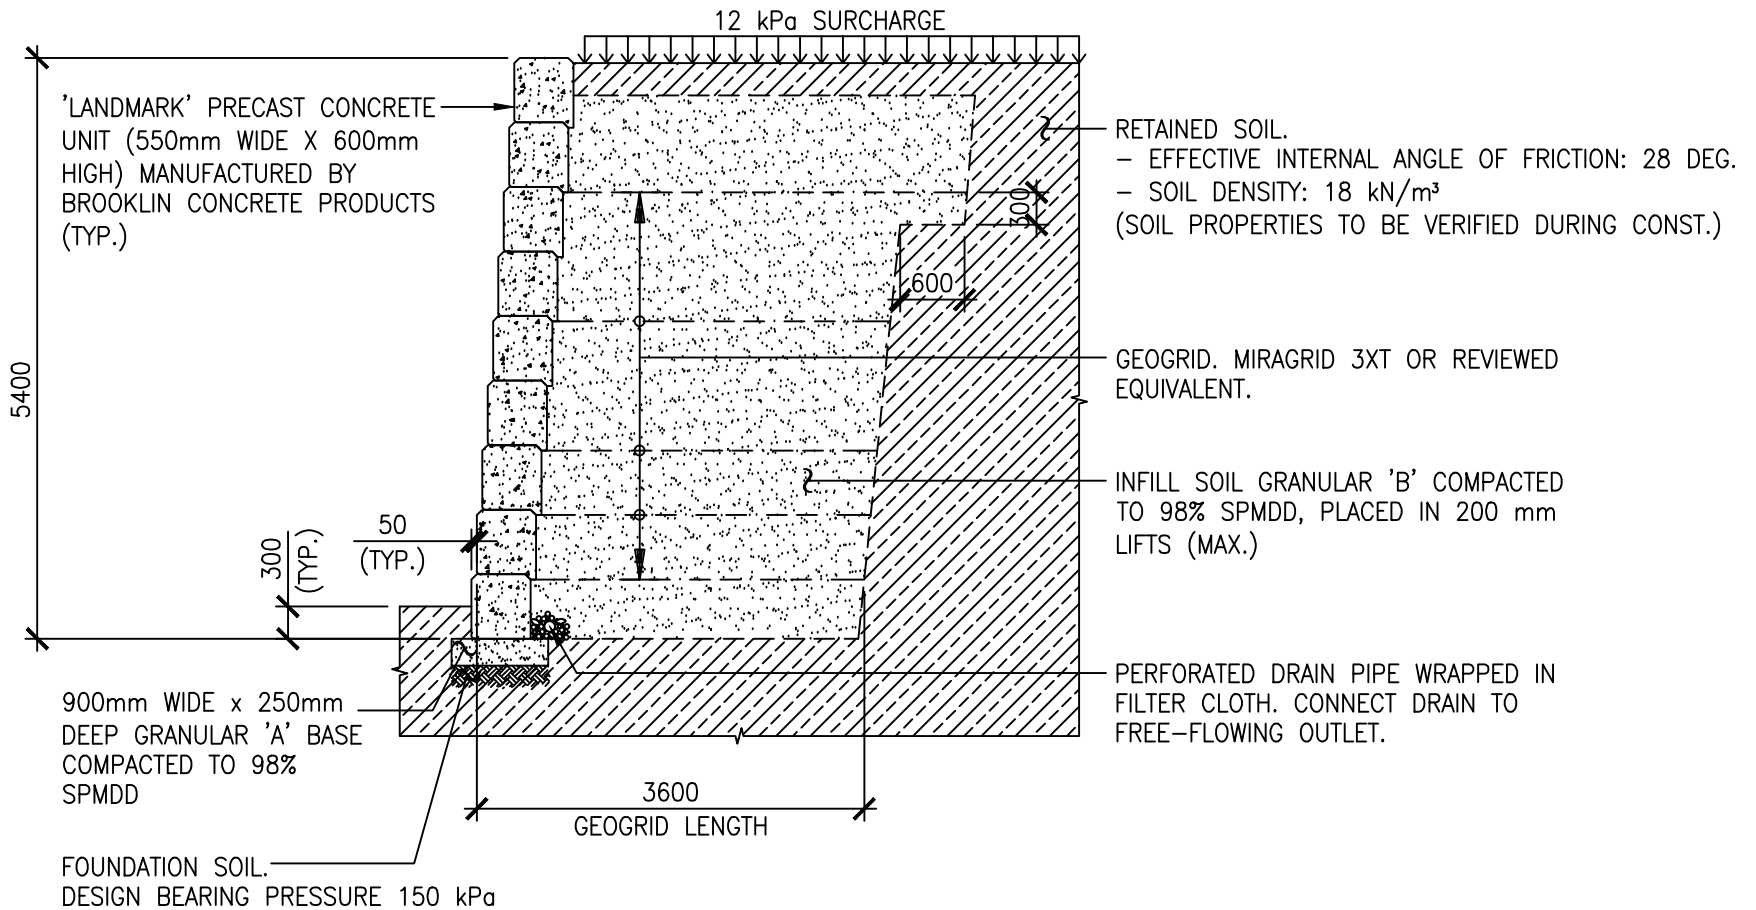 12 kPa SURCHARGE
5400
'LANDMARK' PRECAST CONCRETE
UNIT (550mm WIDE X 600mm
HIGH) MANUFACTURED BY
BROOKLIN CONCRETE PRODUCTS
(TYP.)
RETAINED SOIL.
– EFFECTIVE INTERNAL ANGLE OF FRICTION: 28 DEG.
– SOIL DENSITY: 18 kN/m³
(SOIL PROPERTIES TO BE VERIFIED DURING CONST.)
300
600
GEOGRID. MIRAGRID 3XT OR REVIEWED
EQUIVALENT.
INFILL SOIL GRANULAR 'B' COMPACTED
TO 98% SPMDD, PLACED IN 200 mm
LIFTS (MAX.)
50
(TYP.)
300
(TYP.)
PERFORATED DRAIN PIPE WRAPPED IN
FILTER CLOTH. CONNECT DRAIN TO
FREE–FLOWING OUTLET.
900mm WIDE x 250mm
DEEP GRANULAR 'A' BASE
COMPACTED TO 98%
SPMDD
3600
GEOGRID LENGTH
FOUNDATION SOIL.
DESIGN BEARING PRESSURE 150 kPa